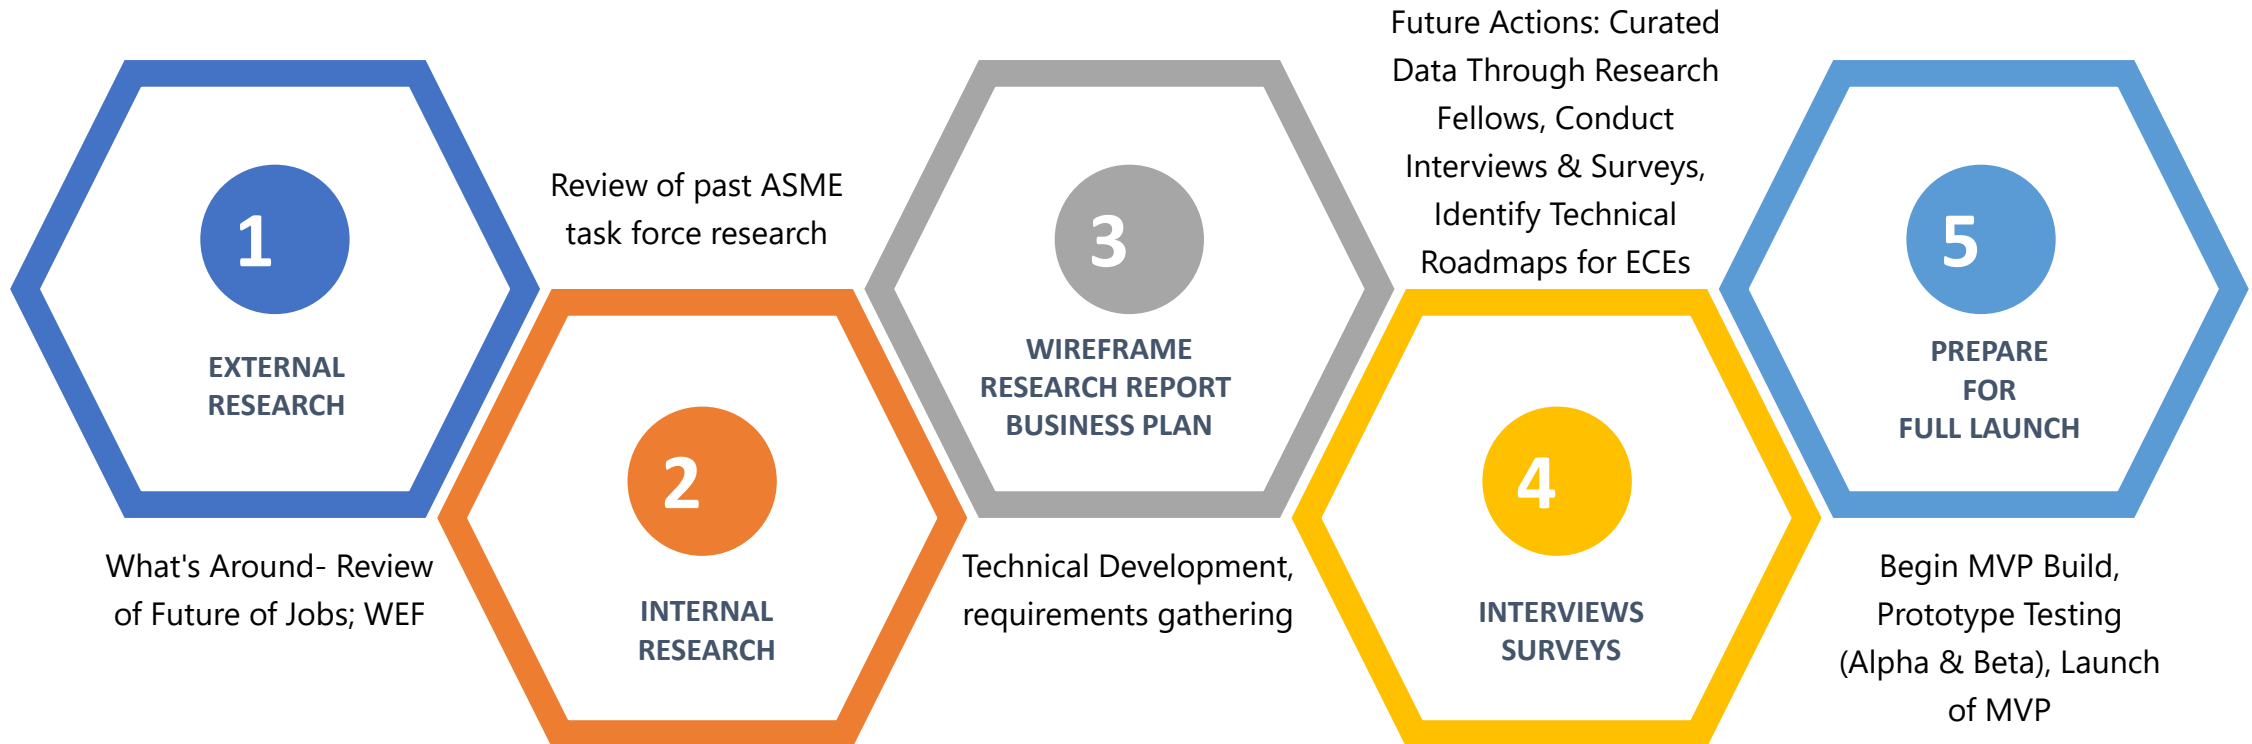 1
EXTERNAL
RESEARCH
What's Around- Review
of Future of Jobs; WEF
Review of past ASME
task force research
2
INTERNAL
RESEARCH
3
WIREFRAME
RESEARCH REPORT
BUSINESS PLAN
Technical Development,
requirements gathering
Future Actions: Curated
Data Through Research
Fellows, Conduct
Interviews & Surveys,
Identify Technical
Roadmaps for ECEs
4
INTERVIEWS
SURVEYS
5
PREPARE
FOR
FULL LAUNCH
Begin MVP Build,
Prototype Testing
(Alpha & Beta), Launch
of MVP